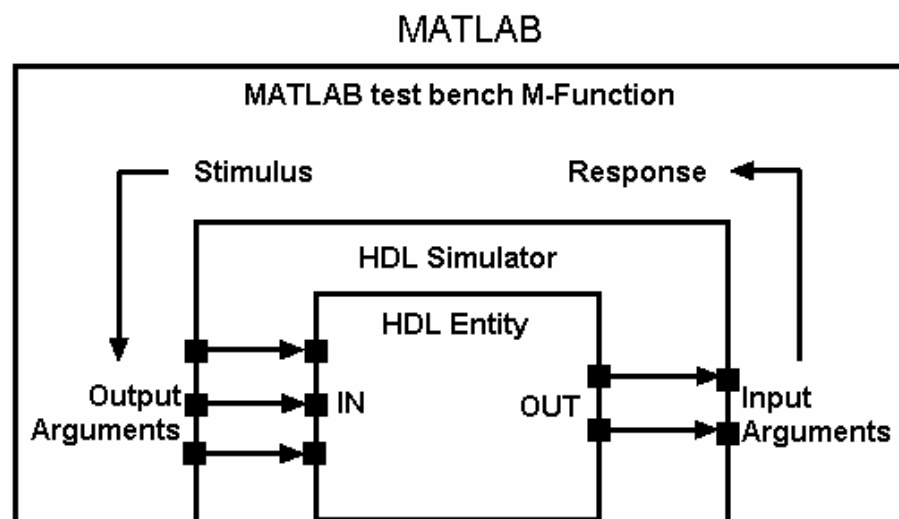 MATLAB
MATLAB test bench M-Function
Stimulus
Response
HDL Simulator
HDL Entity
Output
Arguments
IN
OUT
Input
Arguments